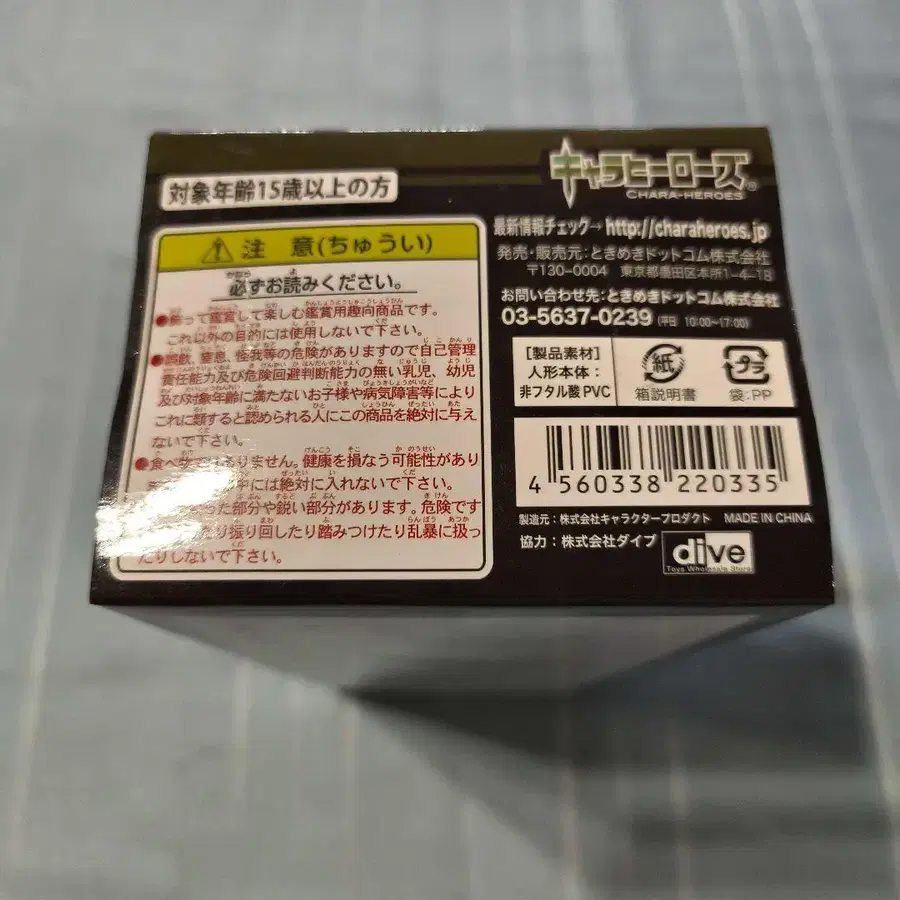 対象年齢15歳以上の方
キャラヒーローズ®
CHARA-HEROES
注 意(ちゅうい)
必ずお読みください。
飾って鑑賞して楽しむ鑑賞用趣向商品です。
これ以外の目的には使用しないで下さい。
●誤飲、窒息、怪我等の危険がありますので自己管理
責任能力及び危険回避判断能力の無い乳児、幼児
及び対象年齢に満たないお子様や病気障害等により
これに類すると認められる人にこの商品を絶対に与え
ないで下さい。
●食べ物ではありません。健康を損なう可能性があり
中には絶対に入れないで下さい。
った部分や鋭い部分があります。危険です
り振り回したり踏みつけたり乱暴に扱っ
たりしないで下さい。
最新情報チェック→http://charaheroes.jp
発売・販売元:ときめきドットコム株式会社
〒130-0004 東京都墨田区本所1-4-18
お問い合わせ先:ときめきドットコム株式会社
03-5637-0239(平日 10:00~17:00)
[製品素材]
人形本体:
非フタル酸PVC
紙
箱説明書
プラ
袋:PP
4 560338 220335
製造元:株式会社キャラクタープロダクト MADE IN CHINA
協力:株式会社ダイブ
dive
Toys Wholesale Store